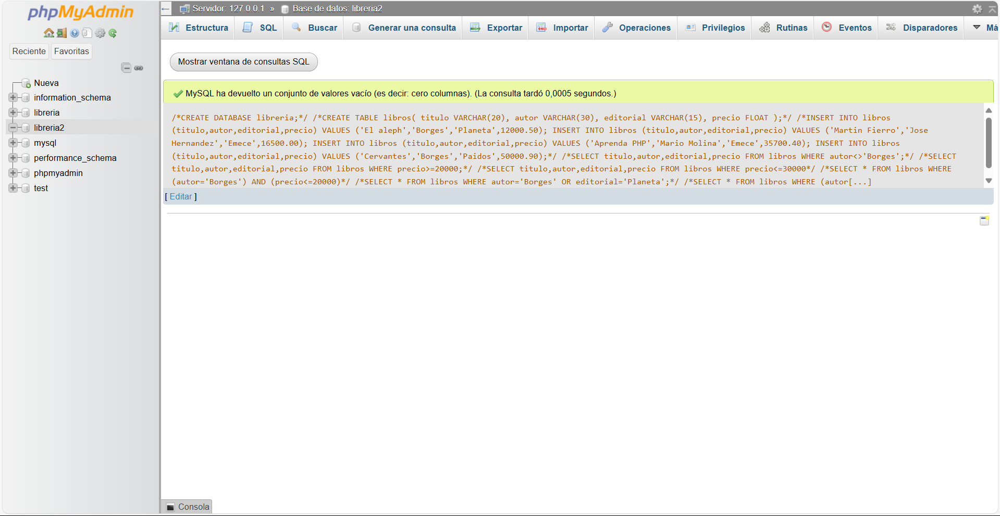 phpMyAdmin
Reciente Favoritas
Nueva
information_schema
libreria
libreria2
mysql
performance_schema
phpmyadmin
test
Servidor: 127.0.0.1 » Base de datos: libreria2
Estructura SQL Buscar Generar una consulta Exportar Importar Operaciones Privilegios Rutinas Eventos Disparadores Má
Mostrar ventana de consultas SQL
MySQL ha devuelto un conjunto de valores vacío (es decir: cero columnas). (La consulta tardó 0,0005 segundos.)
/*CREATE DATABASE libreria;*/ /*CREATE TABLE libros( titulo VARCHAR(20), autor VARCHAR(30), editorial VARCHAR(15), precio FLOAT );*/ /*INSERT INTO libros
(titulo,autor,editorial,precio) VALUES ('El aleph','Borges','Planeta',12000.50); INSERT INTO libros (titulo,autor,editorial,precio) VALUES ('Martin Fierro','Jose
Hernandez','Emece',16500.00); INSERT INTO libros (titulo,autor,editorial,precio) VALUES ('Aprenda PHP','Mario Molina','Emece',35700.40); INSERT INTO libros
(titulo,autor,editorial,precio) VALUES ('Cervantes','Borges','Paidos',50000.90);*/ /*SELECT titulo,autor,editorial,precio FROM libros WHERE autor<>'Borges';*/ /*SELECT
titulo,autor,editorial,precio FROM libros WHERE precio>=20000;*/ /*SELECT titulo,autor,editorial,precio FROM libros WHERE precio<=30000*/ /*SELECT * FROM libros WHERE
(autor='Borges') AND (precio<=20000)*/ /*SELECT * FROM libros WHERE autor='Borges' OR editorial='Planeta';*/ /*SELECT * FROM libros WHERE (autor[...]
[ Editar ]
Consola